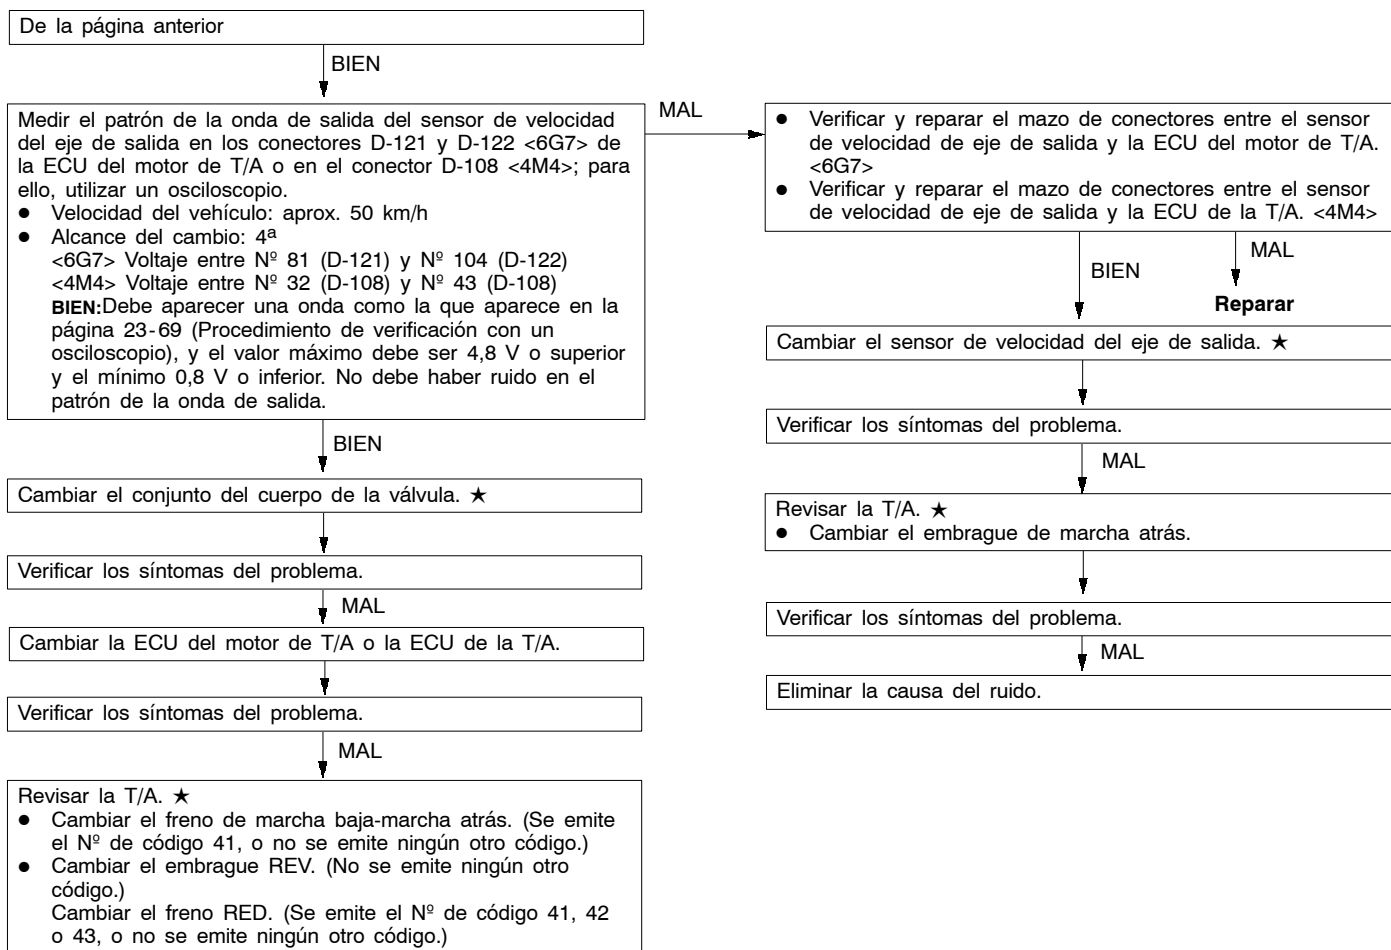 De la página anterior
BIEN
Medir el patrón de la onda de salida del sensor de velocidad
del eje de salida en los conectores D-121 y D-122 <6G7> de
la ECU del motor de T/A o en el conector D-108 <4M4>; para
ello, utilizar un osciloscopio.
● Velocidad del vehículo: aprox. 50 km/h
● Alcance del cambio: 4ª
<6G7> Voltaje entre Nº 81 (D-121) y Nº 104 (D-122)
<4M4> Voltaje entre Nº 32 (D-108) y Nº 43 (D-108)
BIEN:Debe aparecer una onda como la que aparece en la
página 23-69 (Procedimiento de verificación con un
osciloscopio), y el valor máximo debe ser 4,8 V o superior
y el mínimo 0,8 V o inferior. No debe haber ruido en el
patrón de la onda de salida.
BIEN
Cambiar el conjunto del cuerpo de la válvula. ★
Verificar los síntomas del problema.
MAL
Cambiar la ECU del motor de T/A o la ECU de la T/A.
Verificar los síntomas del problema.
MAL
Revisar la T/A. ★
● Cambiar el freno de marcha baja-marcha atrás. (Se emite
el Nº de código 41, o no se emite ningún otro código.)
● Cambiar el embrague REV. (No se emite ningún otro
código.)
Cambiar el freno RED. (Se emite el Nº de código 41, 42
o 43, o no se emite ningún otro código.)
MAL
● Verificar y reparar el mazo de conectores entre el sensor
de velocidad de eje de salida y la ECU del motor de T/A.
<6G7>
● Verificar y reparar el mazo de conectores entre el sensor
de velocidad de eje de salida y la ECU de la T/A. <4M4>
BIEN
MAL
Reparar
Cambiar el sensor de velocidad del eje de salida. ★
Verificar los síntomas del problema.
MAL
Revisar la T/A. ★
● Cambiar el embrague de marcha atrás.
Verificar los síntomas del problema.
MAL
Eliminar la causa del ruido.